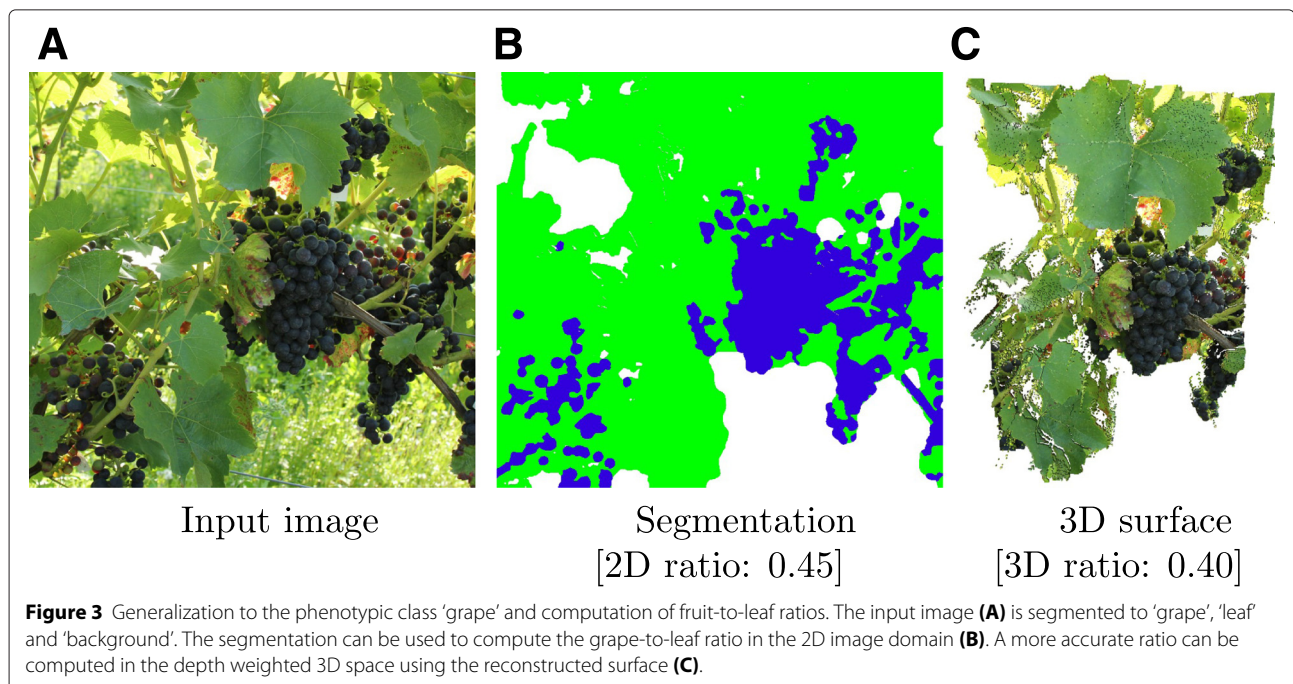 A B C
Input image
Segmentation
[2D ratio: 0.45]
3D surface
[3D ratio: 0.40]
Figure 3 Generalization to the phenotypic class ‘grape’ and computation of fruit-to-leaf ratios. The input image (A) is segmented to ‘grape’, ‘leaf’
and ‘background’. The segmentation can be used to compute the grape-to-leaf ratio in the 2D image domain (B). A more accurate ratio can be
computed in the depth weighted 3D space using the reconstructed surface (C).